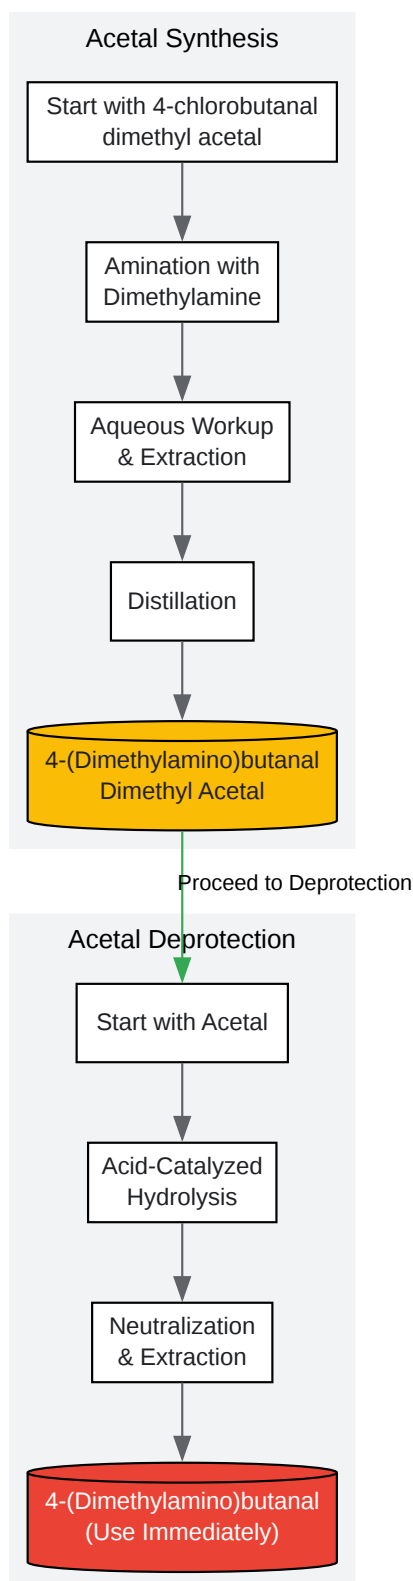 Acetal Synthesis
Start with 4-chlorobutanal
dimethyl acetal
Amination with
Dimethylamine
Aqueous Workup
& Extraction
Distillation
4-(Dimethylamino)butanal
Dimethyl Acetal
Proceed to Deprotection
Acetal Deprotection
Start with Acetal
Acid-Catalyzed
Hydrolysis
Neutralization
& Extraction
4-(Dimethylamino)butanal
(Use Immediately)